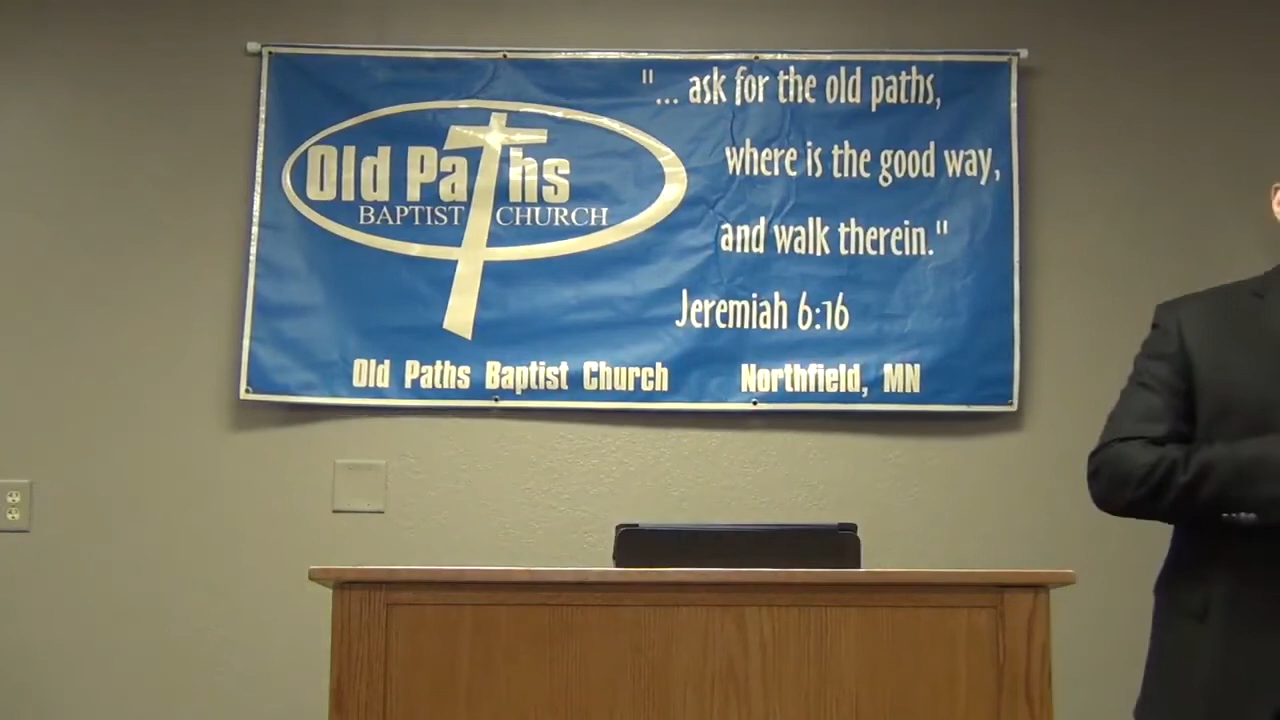 Old Paths
BAPTIST CHURCH
"... ask for the old paths,
where is the good way,
and walk therein."
Jeremiah 6:16
Old Paths Baptist Church Northfield, MN